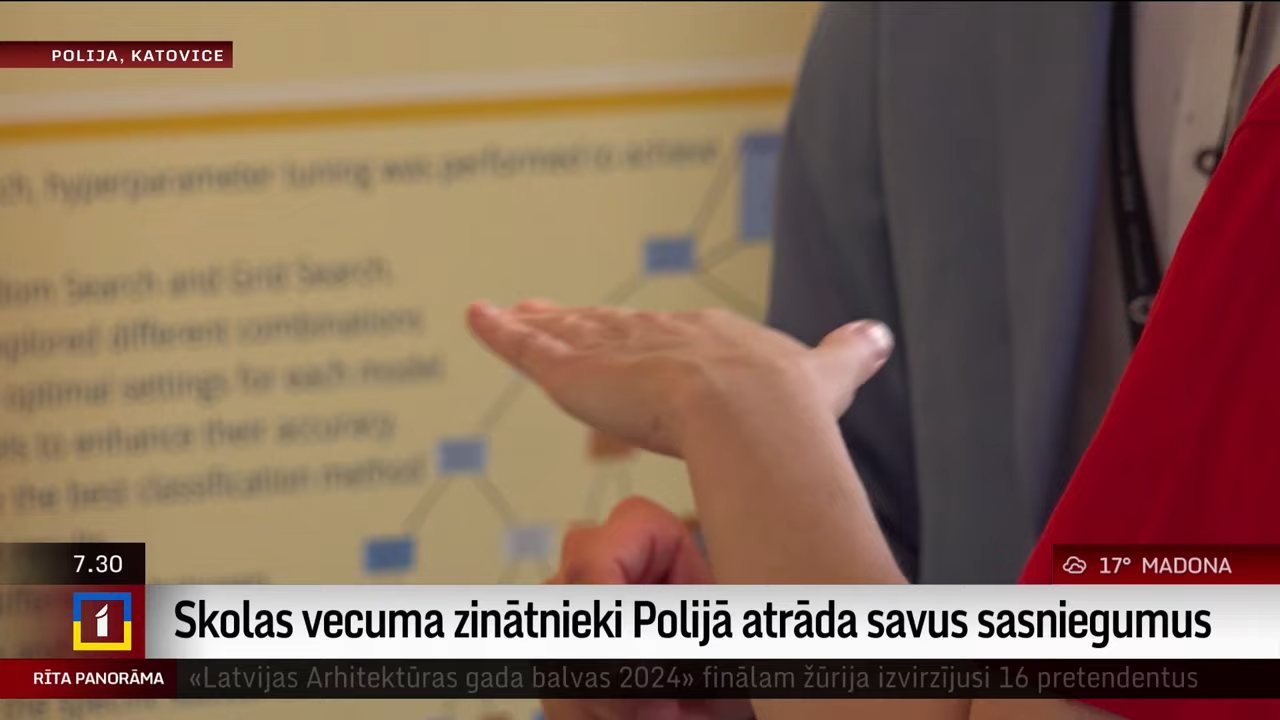 POLIJA, KATOVICE
hyperparameter tuning was performed to achieve
Search and Grid Search.
different combinations
optimal settings for each model
to enhance their accuracy
the best classification method
7.30
17° MADONA
1
Skolas vecuma zinātnieki Polijā atrāda savus sasniegumus
RĪTA PANORĀMA
«Latvijas Arhitektūras gada balvas 2024» finālam žūrija izvirzījusi 16 pretendentus